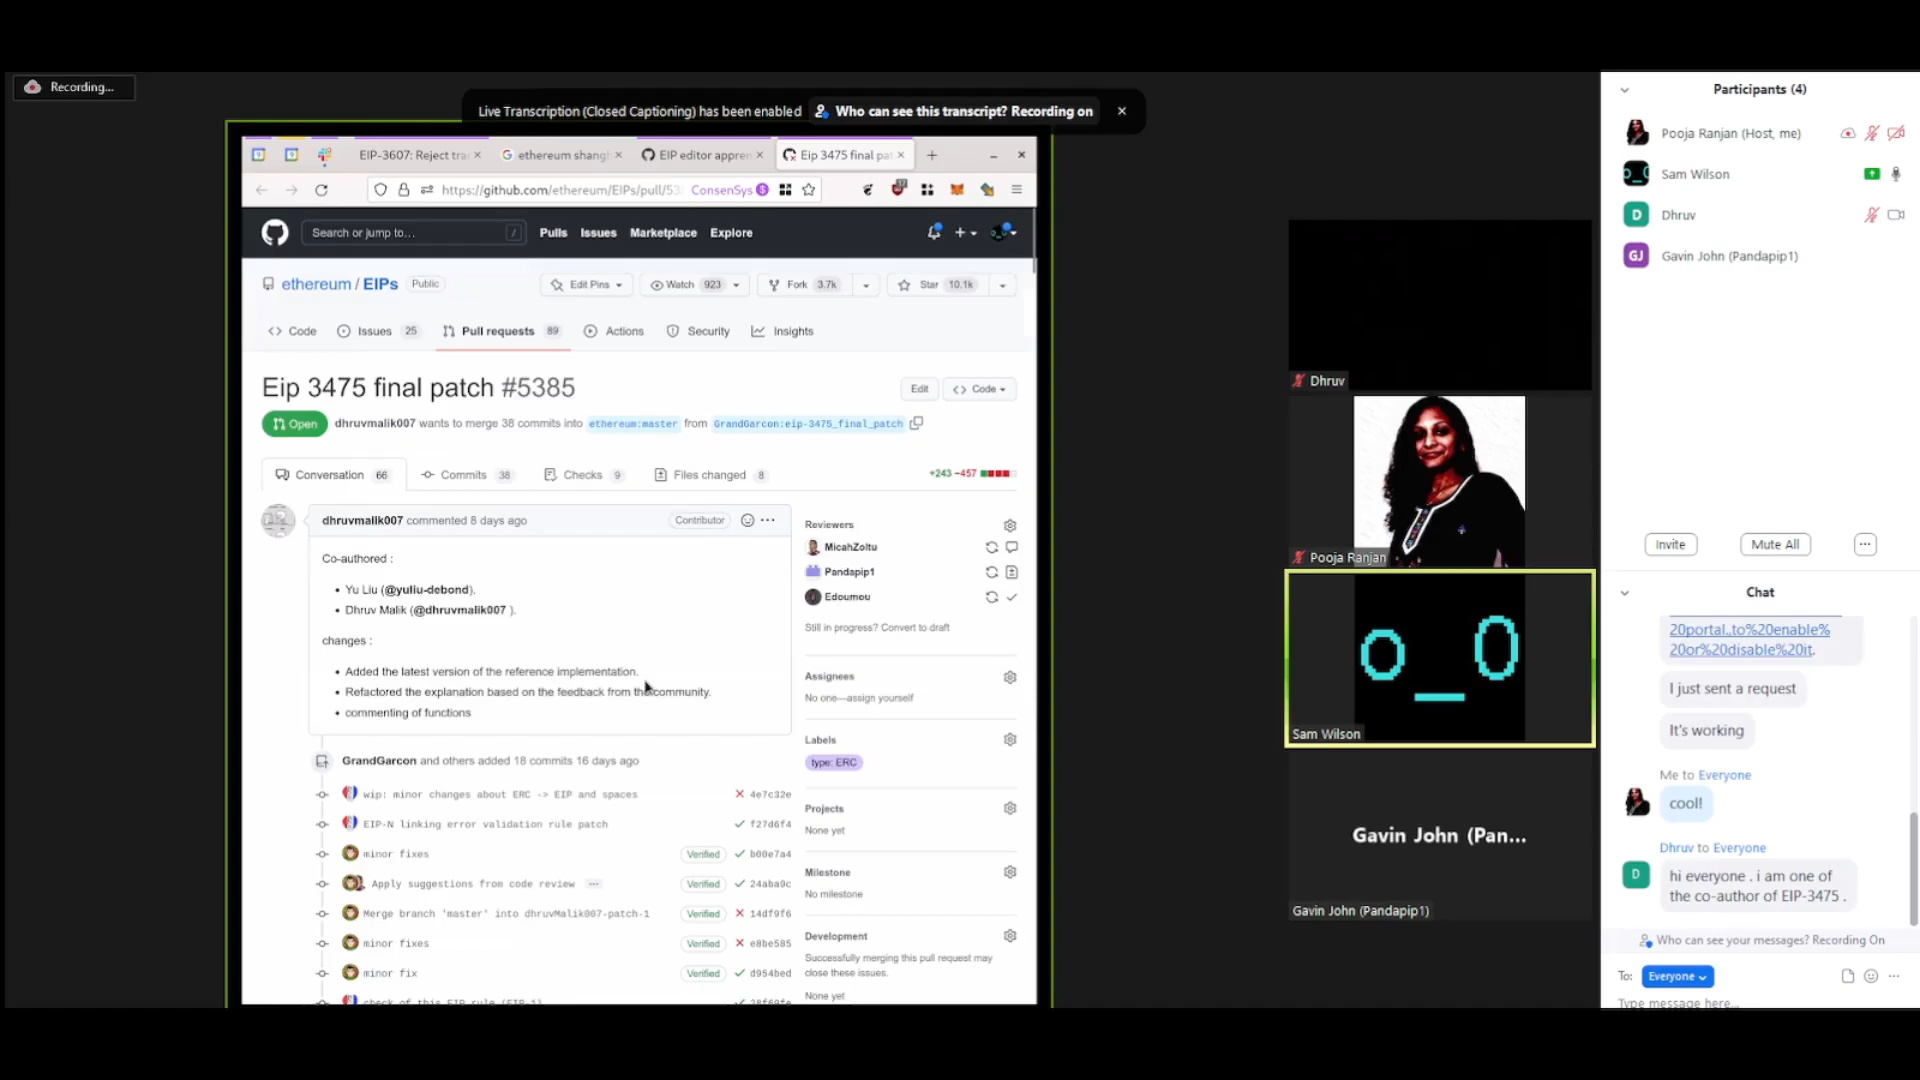 Recording...
Live Transcription (Closed Captioning) has been enabled Who can see this transcript? Recording on
EIP-3607: Reject tra
ethereum shangh
EIP editor appren
Eip 3475 final pat
https://github.com/ethereum/EIPs/pull/53 ConsenSys
Search or jump to... /
Pulls Issues Marketplace Explore
ethereum / EIPs Public
Edit Pins Watch 923 Fork 3.7k Star 10.1k
Code Issues 25 Pull requests 89 Actions Security Insights
Eip 3475 final patch #5385
Edit Code
Open dhruvmalik007 wants to merge 38 commits into ethereum:master from GrandGarcon:eip-3475_final_patch
Conversation 66 Commits 38 Checks 9 Files changed 8
+243 −457
dhruvmalik007 commented 8 days ago Contributor
Co-authored :
• Yu Liu (@yuliu-debond).
• Dhruv Malik (@dhruvmalik007 ).
changes :
• Added the latest version of the reference implementation.
• Refactored the explanation based on the feedback from the community.
• commenting of functions
GrandGarcon and others added 18 commits 16 days ago
wip: minor changes about ERC -> EIP and spaces 4e7c32e
EIP-N linking error validation rule patch f27d6f4
minor fixes Verified b00e7a4
Apply suggestions from code review ... Verified 24aba9c
Merge branch 'master' into dhruvMalik007-patch-1 Verified 14df9f6
minor fixes Verified e8be585
minor fix Verified d954bed
check of this EIP rule (EIP-1)
Reviewers
MicahZoltu
Pandapip1
Edoumou
Still in progress? Convert to draft
Assignees
No one—assign yourself
Labels
type: ERC
Projects
None yet
Milestone
No milestone
Development
Successfully merging this pull request may
close these issues.
None yet
Dhruv
Pooja Ranjan
Sam Wilson
Gavin John (Pan...
Gavin John (Pandapip1)
Participants (4)
Pooja Ranjan (Host, me)
Sam Wilson
D Dhruv
GJ Gavin John (Pandapip1)
Invite Mute All ...
Chat
20portal..to%20enable%
20or%20disable%20it.
I just sent a request
It's working
Me to Everyone
cool!
Dhruv to Everyone
D
hi everyone . i am one of
the co-author of EIP-3475 .
Who can see your messages? Recording On
To: Everyone
Type message here...